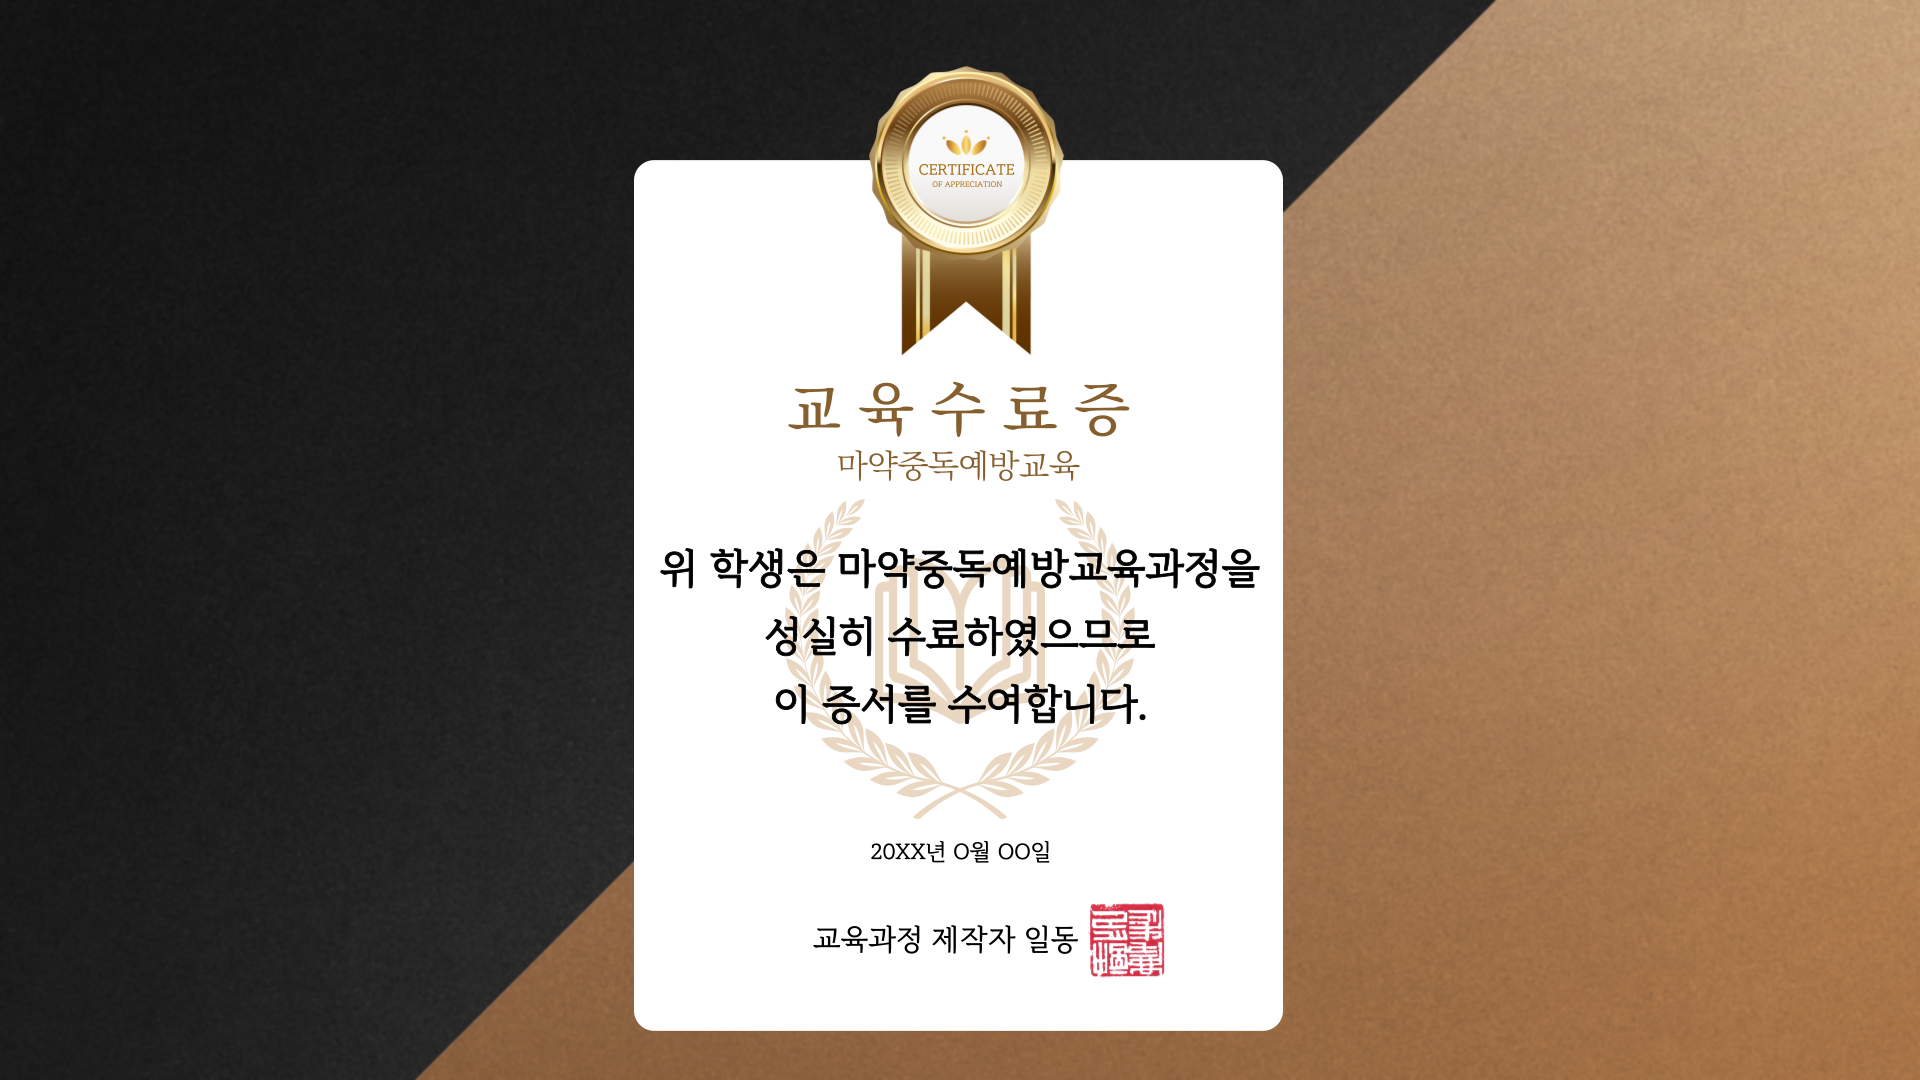 CERTIFICATE
OF APPRECIATION
교육수료증
마약중독예방교육
위 학생은 마약중독예방교육과정을
성실히 수료하였으므로
이 증서를 수여합니다.
20XX년 O월 OO일
교육과정 제작자 일동